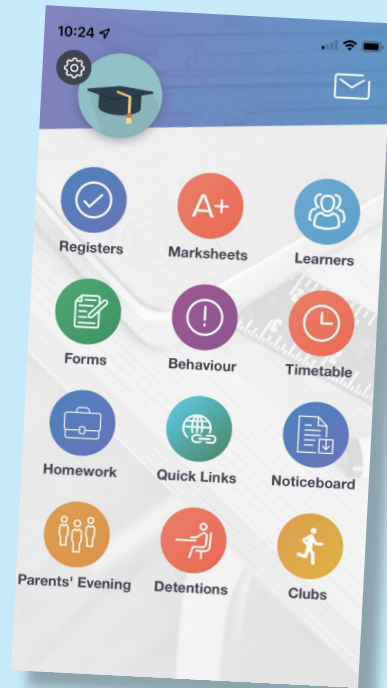 10:24
Registers
A+
Marksheets
Learners
Forms
Behaviour
Timetable
Homework
Quick Links
Noticeboard
Parents' Evening
Detentions
Clubs